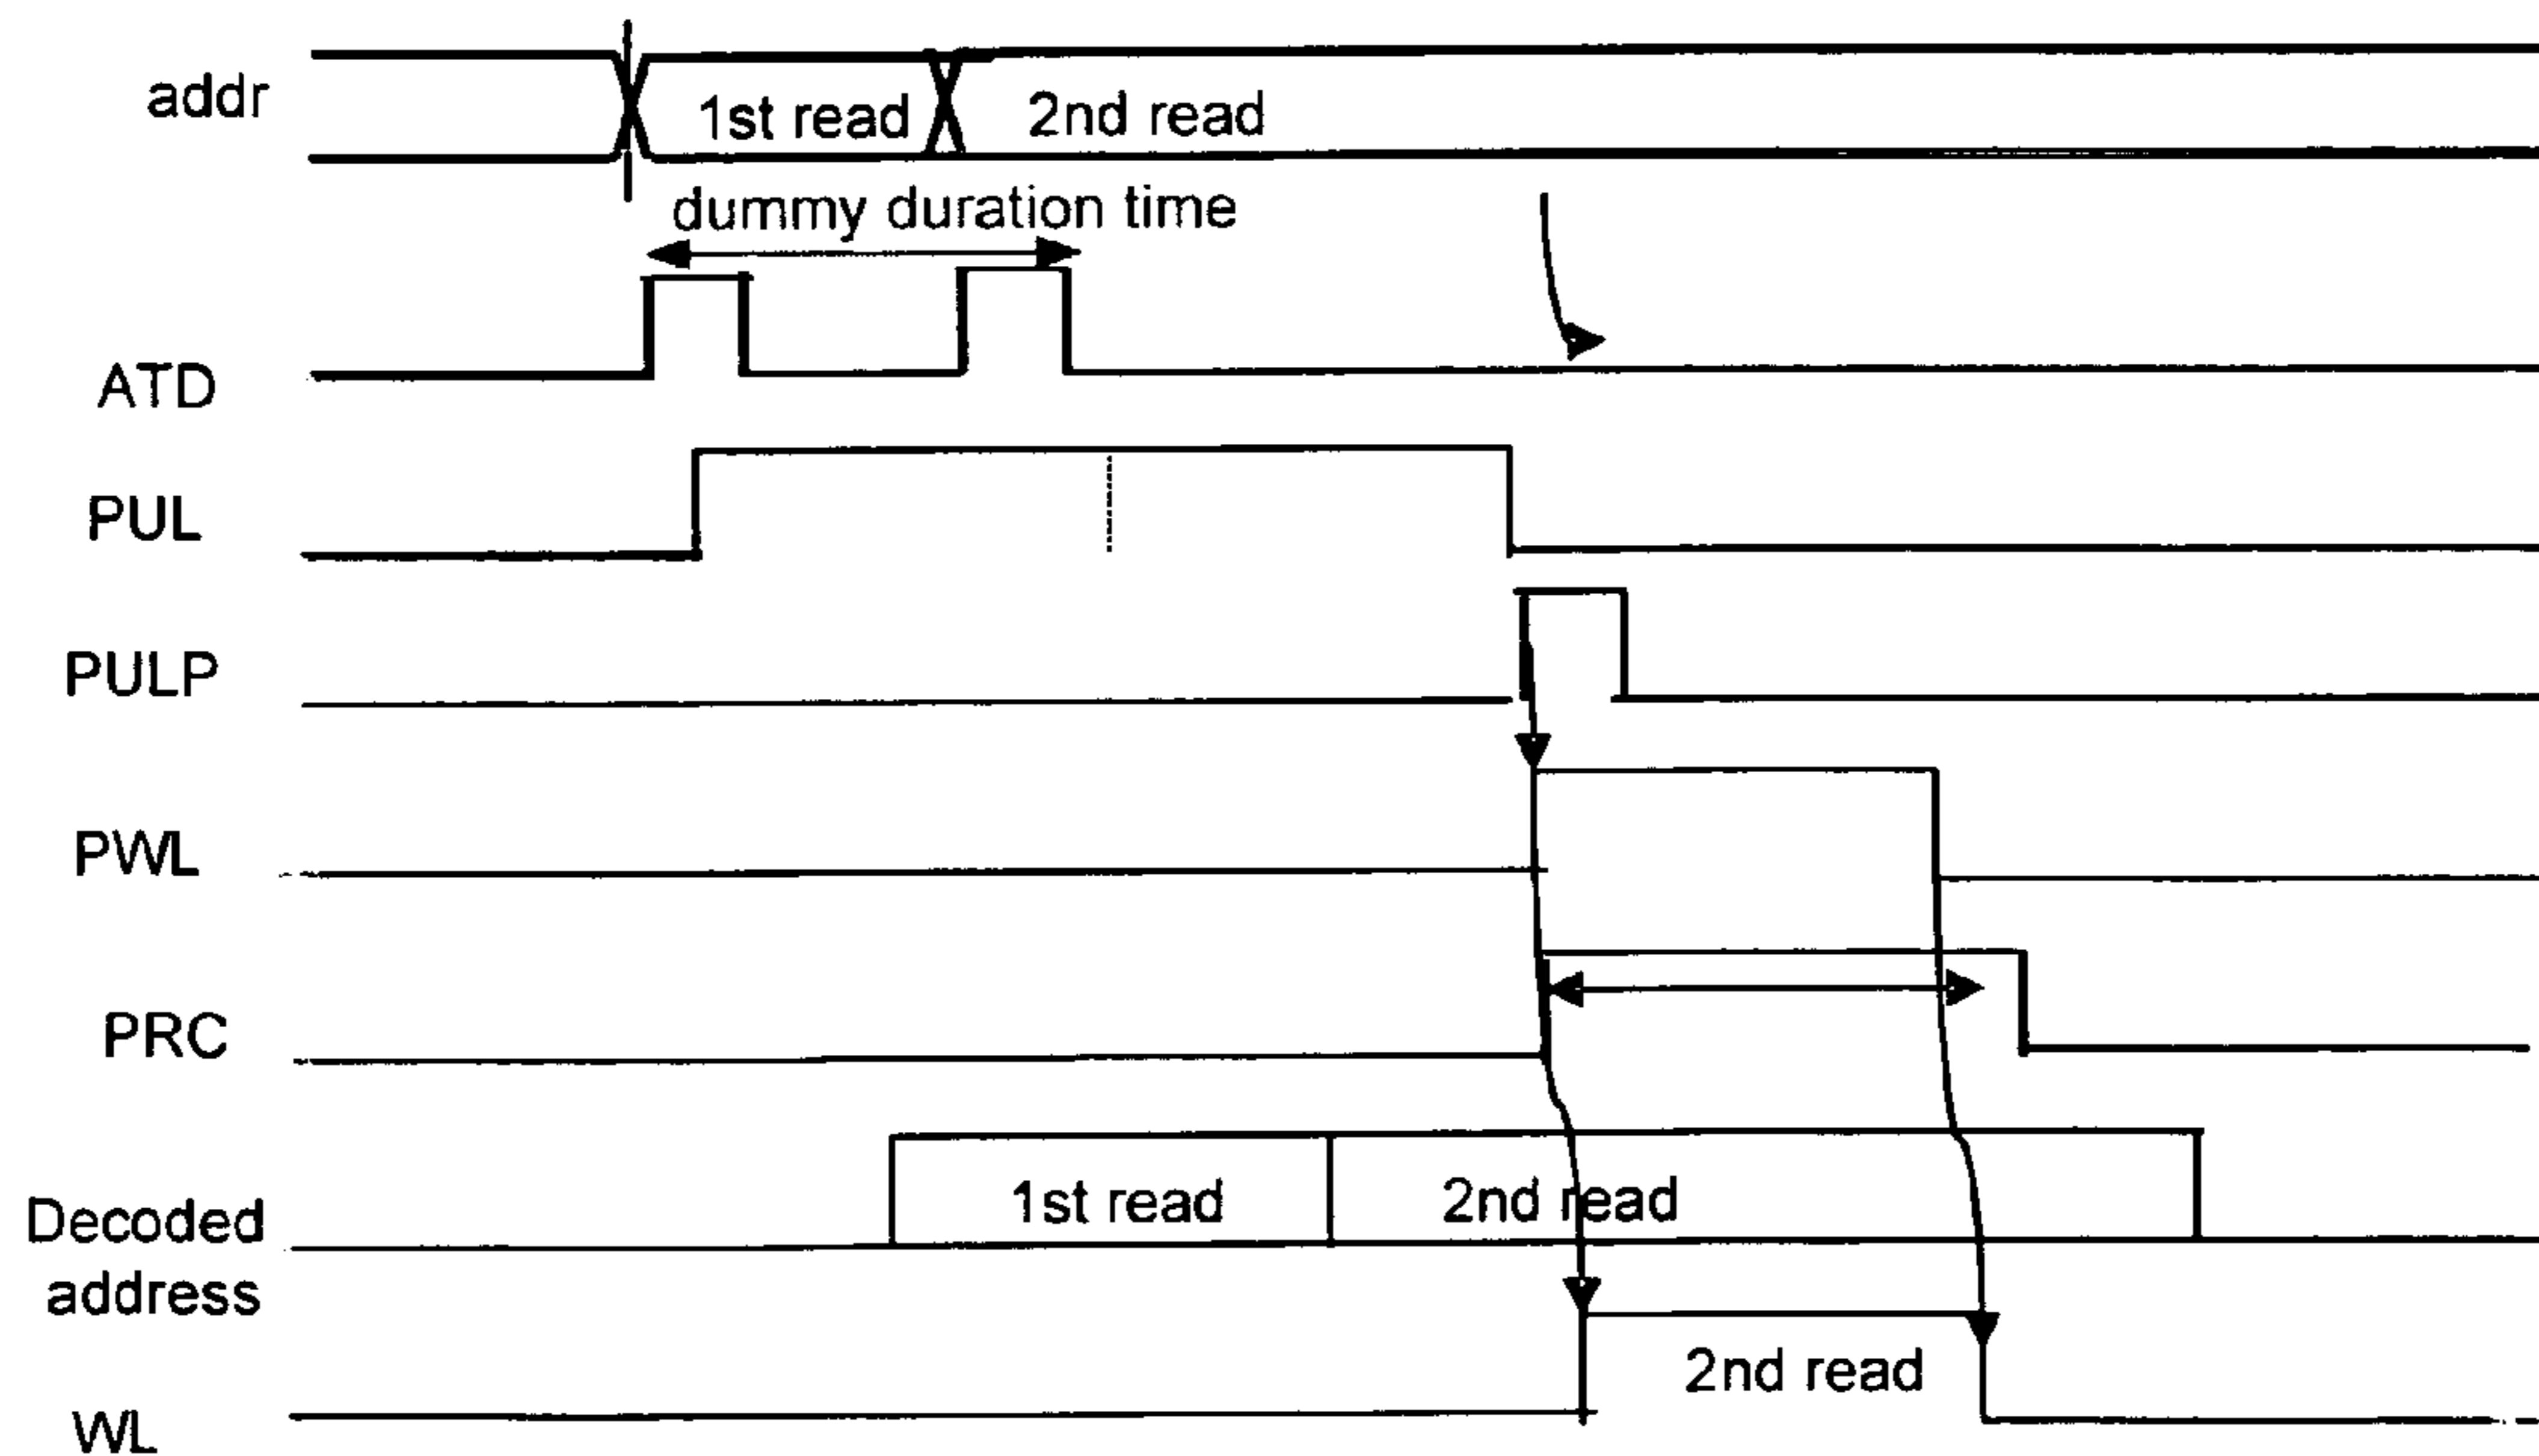 addr
1st read
2nd read
dummy duration time
ATD
PUL
PULP
PWL
PRC
Decoded
address
1st read
2nd read
2nd read
WL